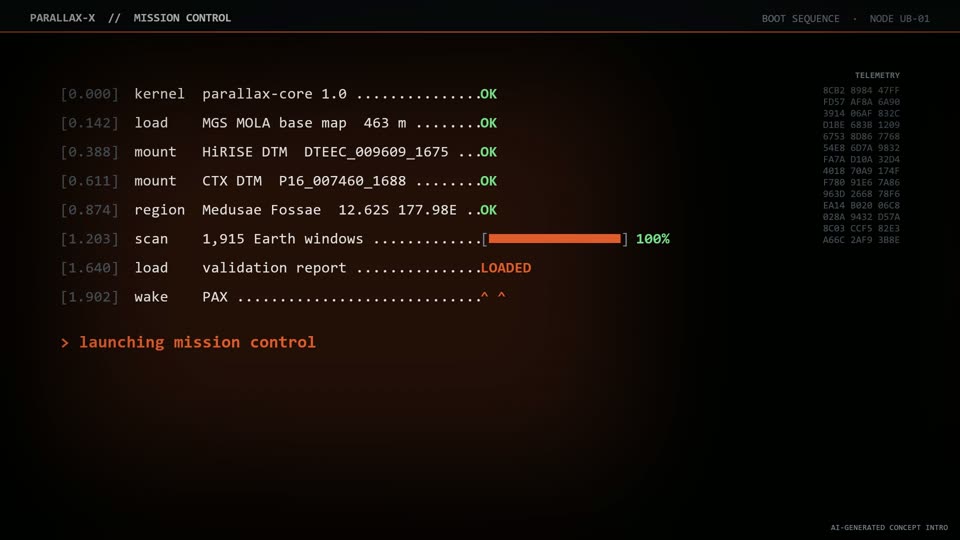 PARALLAX-X // MISSION CONTROL
BOOT SEQUENCE · NODE UB-01
[0.000] kernel parallax-core 1.0 ................OK
[0.142] load MGS MOLA base map 463 m ........OK
[0.388] mount HiRISE DTM DTEEC_009609_1675 ...OK
[0.611] mount CTX DTM P16_007460_1688 ........OK
[0.874] region Medusae Fossae 12.62S 177.98E ..OK
[1.203] scan 1,915 Earth windows .............[ ] 100%
[1.640] load validation report ...............LOADED
[1.902] wake PAX .............................^ ^
> launching mission control
TELEMETRY
8CB2 8984 47FF
FD57 AF8A 6A90
3914 06AF 832C
D1BE 683B 1209
6753 8DB6 7768
54E8 6D7A 9832
FA7A D10A 32D4
4018 70A9 174F
F780 91E6 7A86
963D 2668 78F6
EA14 B020 06C8
028A 9432 D57A
8C03 CCF5 82E3
A66C 2AF9 3B8E
AI-GENERATED CONCEPT INTRO